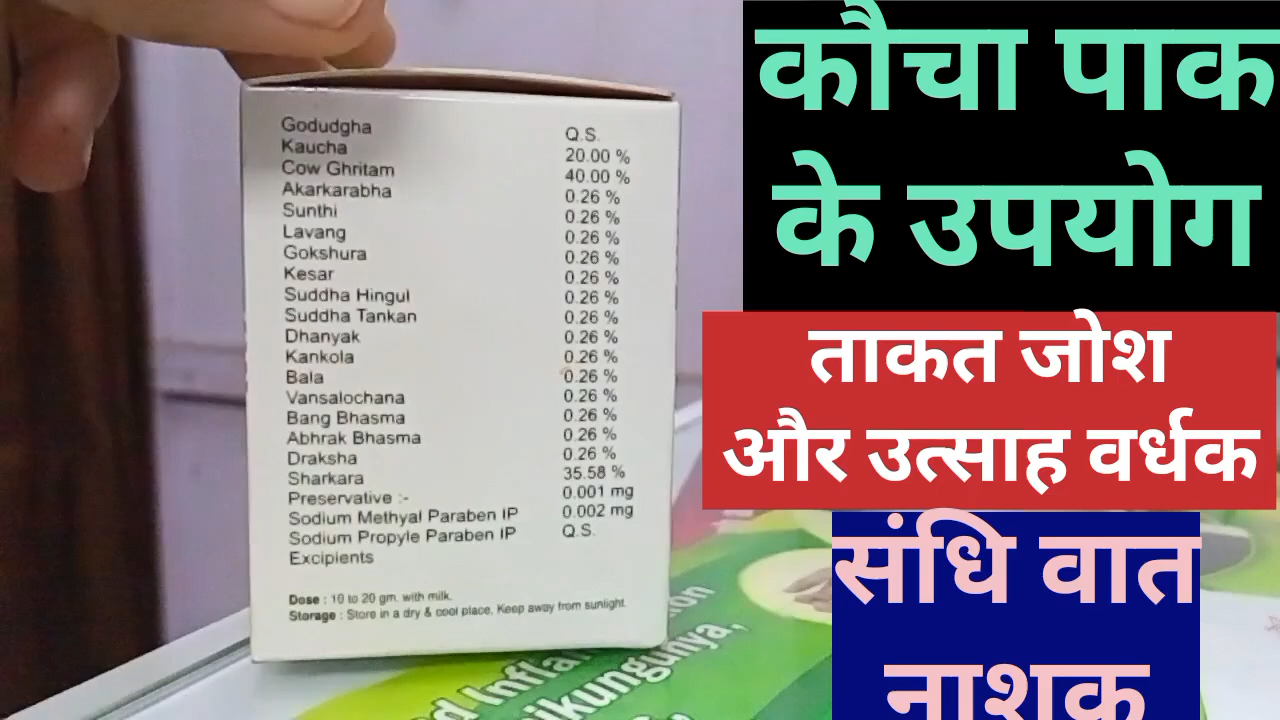 Godudgha Q.S.
Kaucha 20.00 %
Cow Ghritam 40.00 %
Akarkarabha 0.26 %
Sunthi 0.26 %
Lavang 0.26 %
Gokshura 0.26 %
Kesar 0.26 %
Suddha Hingul 0.26 %
Suddha Tankan 0.26 %
Dhanyak 0.26 %
Kankola 0.26 %
Bala 0.26 %
Vansalochana 0.26 %
Bang Bhasma 0.26 %
Abhrak Bhasma 0.26 %
Draksha 0.26 %
Sharkara 35.58 %
Preservative :-
Sodium Methyal Paraben IP 0.001 mg
Sodium Propyle Paraben IP 0.002 mg
Excipients Q.S.
Dose : 10 to 20 gm. with milk.
Storage : Store in a dry & cool place, Keep away from sunlight.
कौचा पाक
के उपयोग
ताकत जोश
और उत्साह वर्धक
संधि वात
नाशक